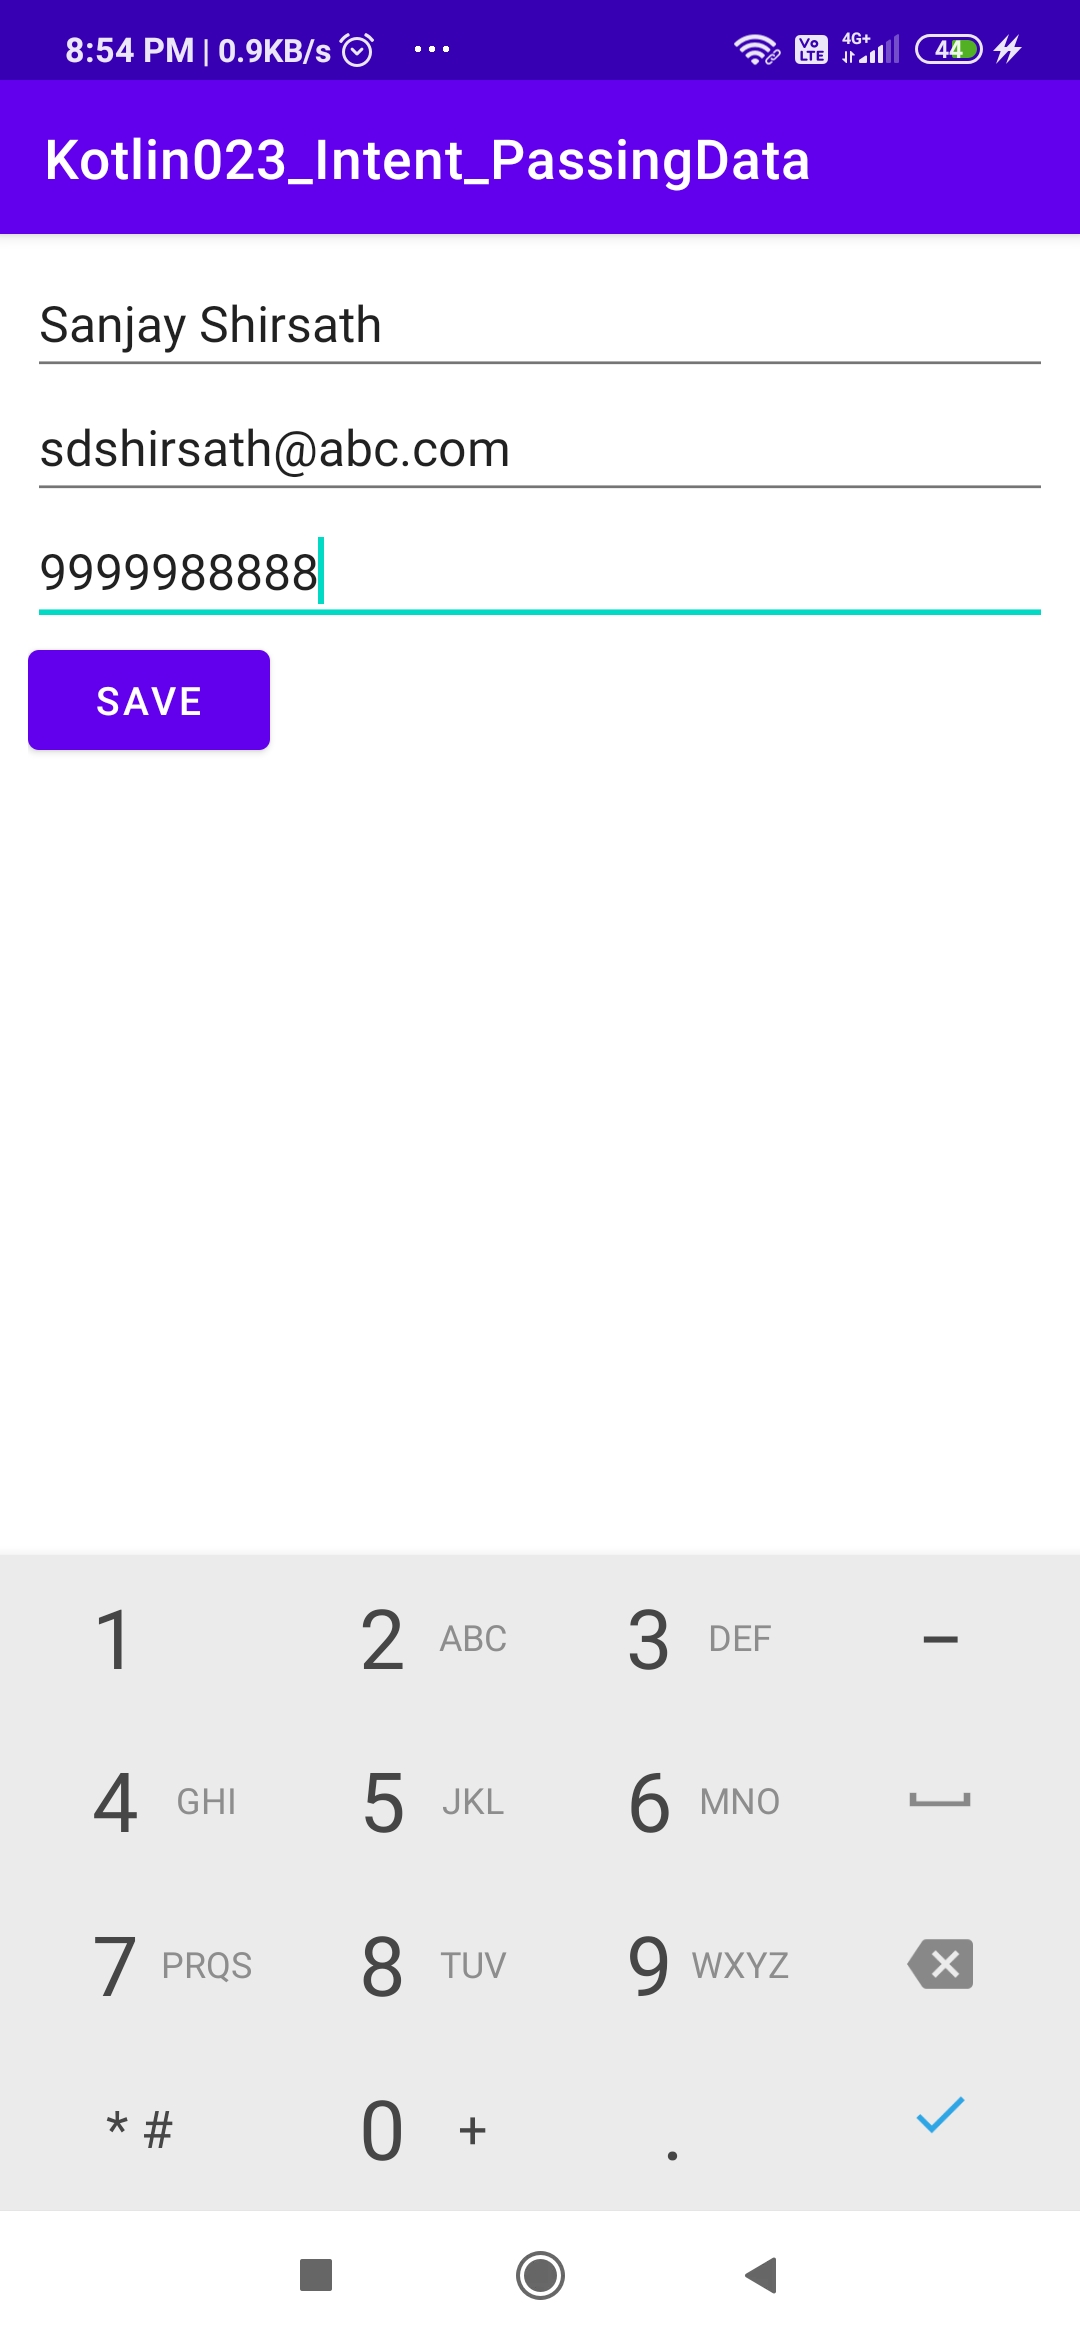 8:54 PM | 0.9KB/s ... Vo LTE 4G+ 44
Kotlin023_Intent_PassingData
Sanjay Shirsath
sdshirsath@abc.com
9999988888
SAVE
1 2 ABC 3 DEF –
4 GHI 5 JKL 6 MNO
7 PRQS 8 TUV 9 WXYZ
* # 0 + .